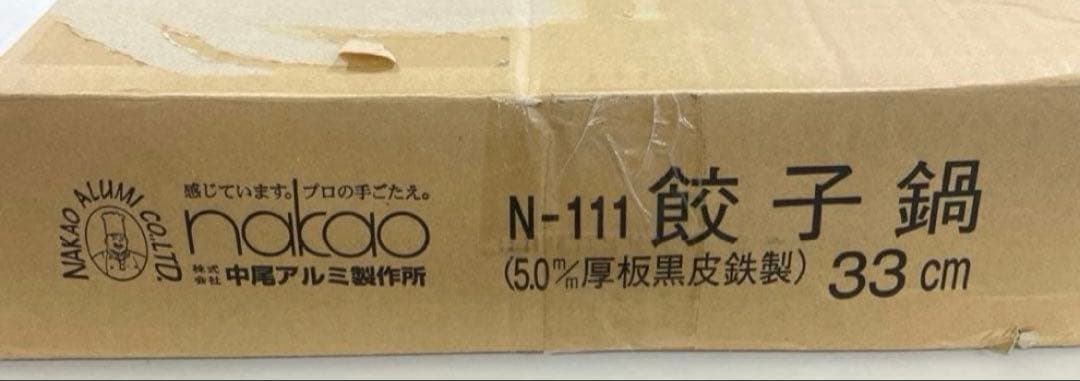 NAKAO ALUMI CO.,LTD.
感じています。プロの手ごたえ。
nakao
株式会社 中尾アルミ製作所
N-111 餃子鍋
(5.0m/m厚板黒皮鉄製) 33cm